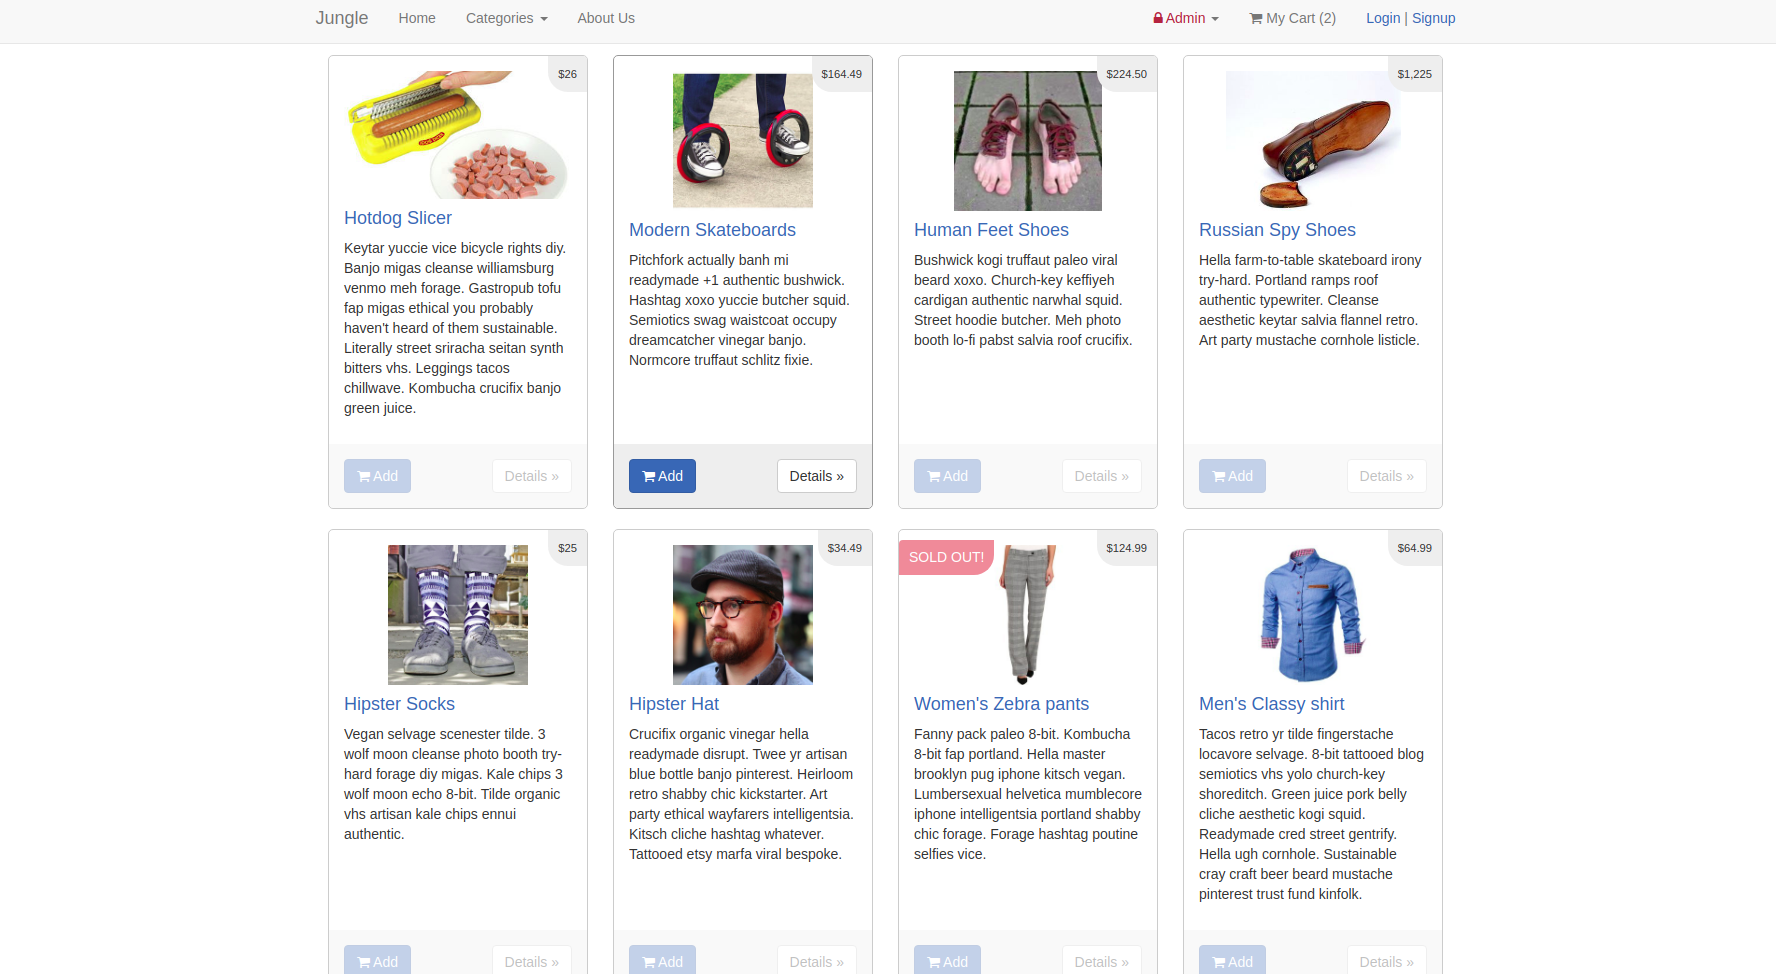 Jungle Home Categories About Us Admin My Cart (2) Login | Signup
$26
Hotdog Slicer
Keytar yuccie vice bicycle rights diy.
Banjo migas cleanse williamsburg
venmo meh forage. Gastropub tofu
fap migas ethical you probably
haven't heard of them sustainable.
Literally street sriracha seitan synth
bitters vhs. Leggings tacos
chillwave. Kombucha crucifix banjo
green juice.
Add Details »
$164.49
Modern Skateboards
Pitchfork actually banh mi
readymade +1 authentic bushwick.
Hashtag xoxo yuccie butcher squid.
Semiotics swag waistcoat occupy
dreamcatcher vinegar banjo.
Normcore truffaut schlitz fixie.
Add Details »
$224.50
Human Feet Shoes
Bushwick kogi truffaut paleo viral
beard xoxo. Church-key keffiyeh
cardigan authentic narwhal squid.
Street hoodie butcher. Meh photo
booth lo-fi pabst salvia roof crucifix.
Add Details »
$1,225
Russian Spy Shoes
Hella farm-to-table skateboard irony
try-hard. Portland ramps roof
authentic typewriter. Cleanse
aesthetic keytar salvia flannel retro.
Art party mustache cornhole listicle.
Add Details »
$25
Hipster Socks
Vegan selvage scenester tilde. 3
wolf moon cleanse photo booth try-
hard forage diy migas. Kale chips 3
wolf moon echo 8-bit. Tilde organic
vhs artisan kale chips ennui
authentic.
Add Details »
$34.49
Hipster Hat
Crucifix organic vinegar hella
readymade disrupt. Twee yr artisan
blue bottle banjo pinterest. Heirloom
retro shabby chic kickstarter. Art
party ethical wayfarers intelligentsia.
Kitsch cliche hashtag whatever.
Tattooed etsy marfa viral bespoke.
Add Details »
SOLD OUT! $124.99
Women's Zebra pants
Fanny pack paleo 8-bit. Kombucha
8-bit fap portland. Hella master
brooklyn pug iphone kitsch vegan.
Lumbersexual helvetica mumblecore
iphone intelligentsia portland shabby
chic forage. Forage hashtag poutine
selfies vice.
Add Details »
$64.99
Men's Classy shirt
Tacos retro yr tilde fingerstache
locavore selvage. 8-bit tattooed blog
semiotics vhs yolo church-key
shoreditch. Green juice pork belly
cliche aesthetic kogi squid.
Readymade cred street gentrify.
Hella ugh cornhole. Sustainable
cray craft beer beard mustache
pinterest trust fund kinfolk.
Add Details »